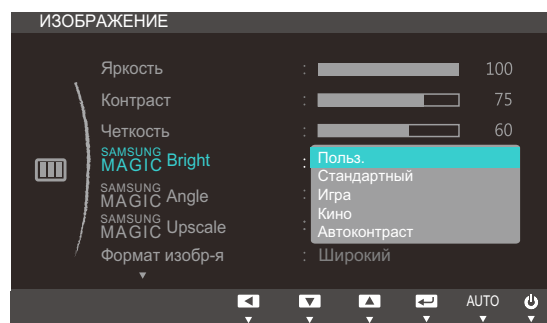 ИЗОБРАЖЕНИЕ
Яркость : 100
Контраст : 75
Четкость : 60
SAMSUNG
MAGIC Bright : Польз.
Стандартный
SAMSUNG
MAGIC Angle : Игра
Кино
SAMSUNG
MAGIC Upscale : Автоконтраст
Формат изобр-я : Широкий
AUTO